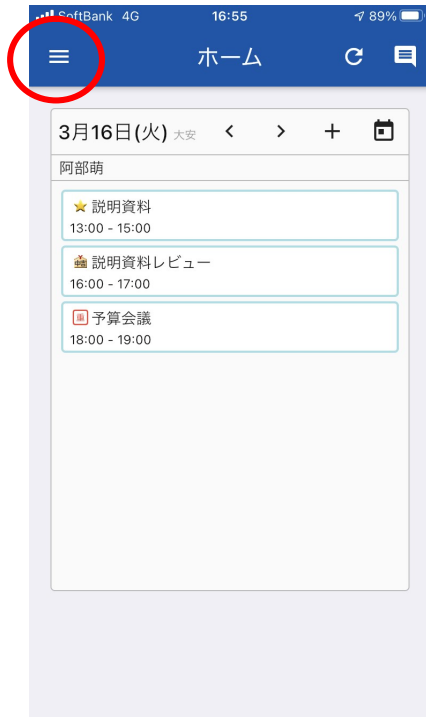 SoftBank 4G 16:55 89%
ホーム
3月16日(火) 大安
阿部萌
説明資料
13:00 - 15:00
説明資料レビュー
16:00 - 17:00
重 予算会議
18:00 - 19:00